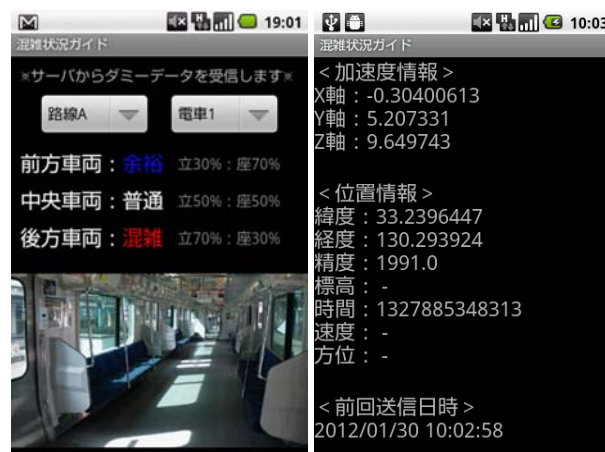 19:01
混雑状況ガイド
※サーバからダミーデータを受信します※
路線A
電車1
前方車両：余裕 立30%：座70%
中央車両：普通 立50%：座50%
後方車両：混雑 立70%：座30%
10:03
混雑状況ガイド
＜加速度情報＞
X軸：-0.30400613
Y軸：5.207331
Z軸：9.649743
＜位置情報＞
緯度：33.2396447
経度：130.293924
精度：1991.0
標高： -
時間：1327885348313
速度： -
方位： -
＜前回送信日時＞
2012/01/30 10:02:58